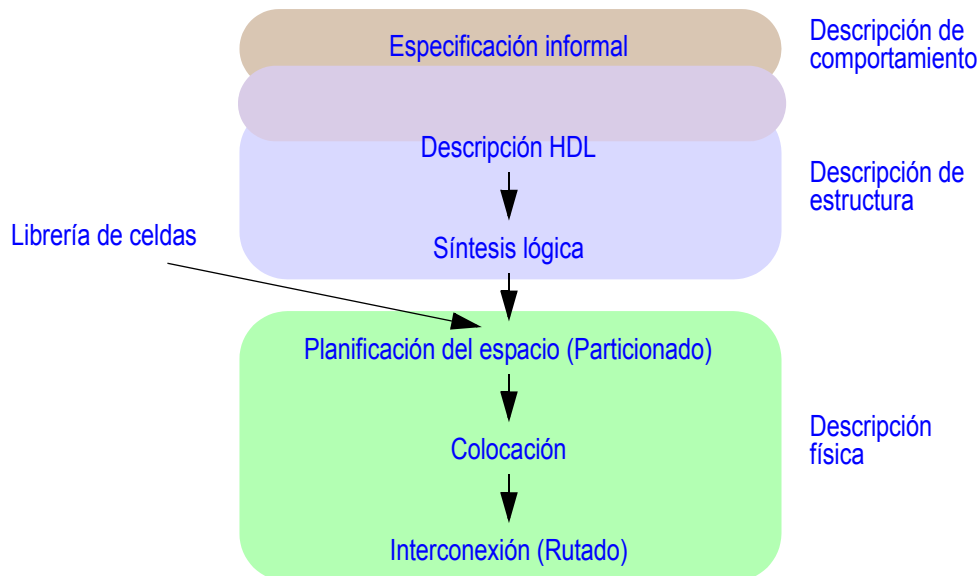 Especificación informal
Descripción de
comportamiento
Descripción HDL
Descripción de
estructura
Librería de celdas
Síntesis lógica
Planificación del espacio (Particionado)
Colocación
Descripción
física
Interconexión (Rutado)